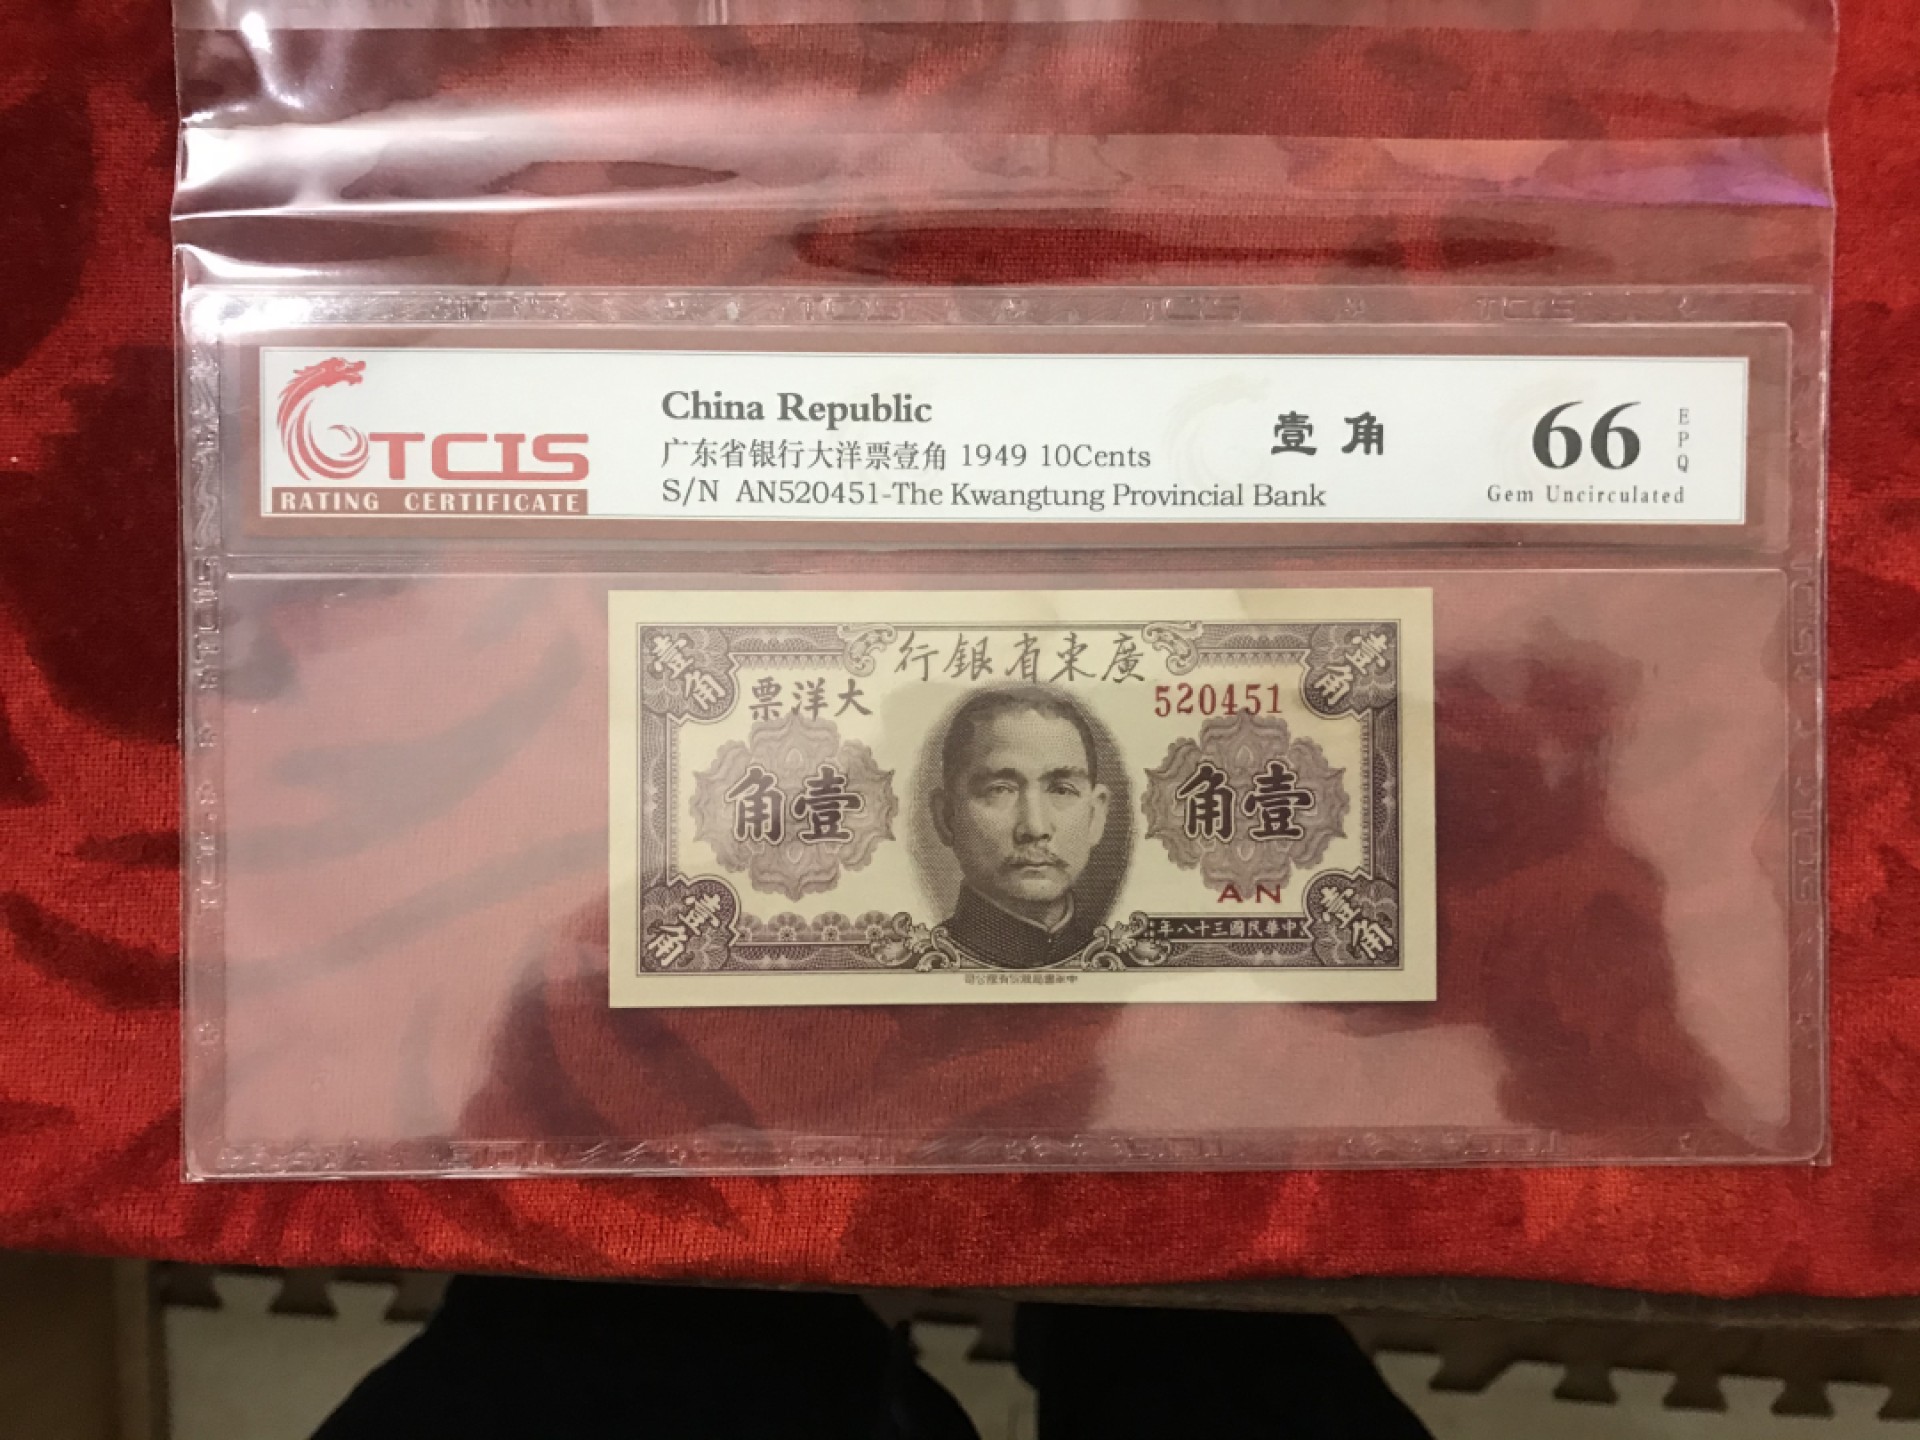 TCIS
RATING CERTIFICATE
China Republic
广东省银行大洋票壹角 1949 10Cents
S/N AN520451-The Kwangtung Provincial Bank
壹角
66
EPQ
Gem Uncirculated
壹角
行銀省東廣
壹角
票洋大
520451
角壹
角壹
AN
壹角
年八十三國民華中
壹角